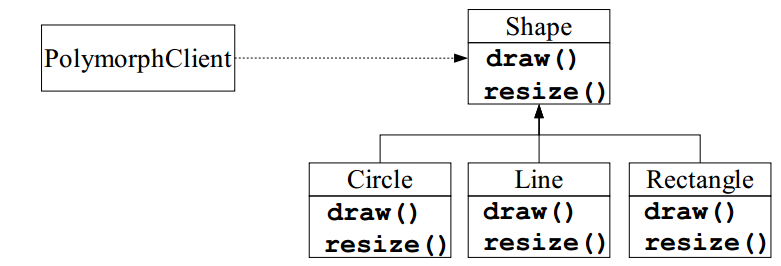 Shape
PolymorphClient
draw()
resize()
Circle
draw()
resize()
Line
draw()
resize()
Rectangle
draw()
resize()